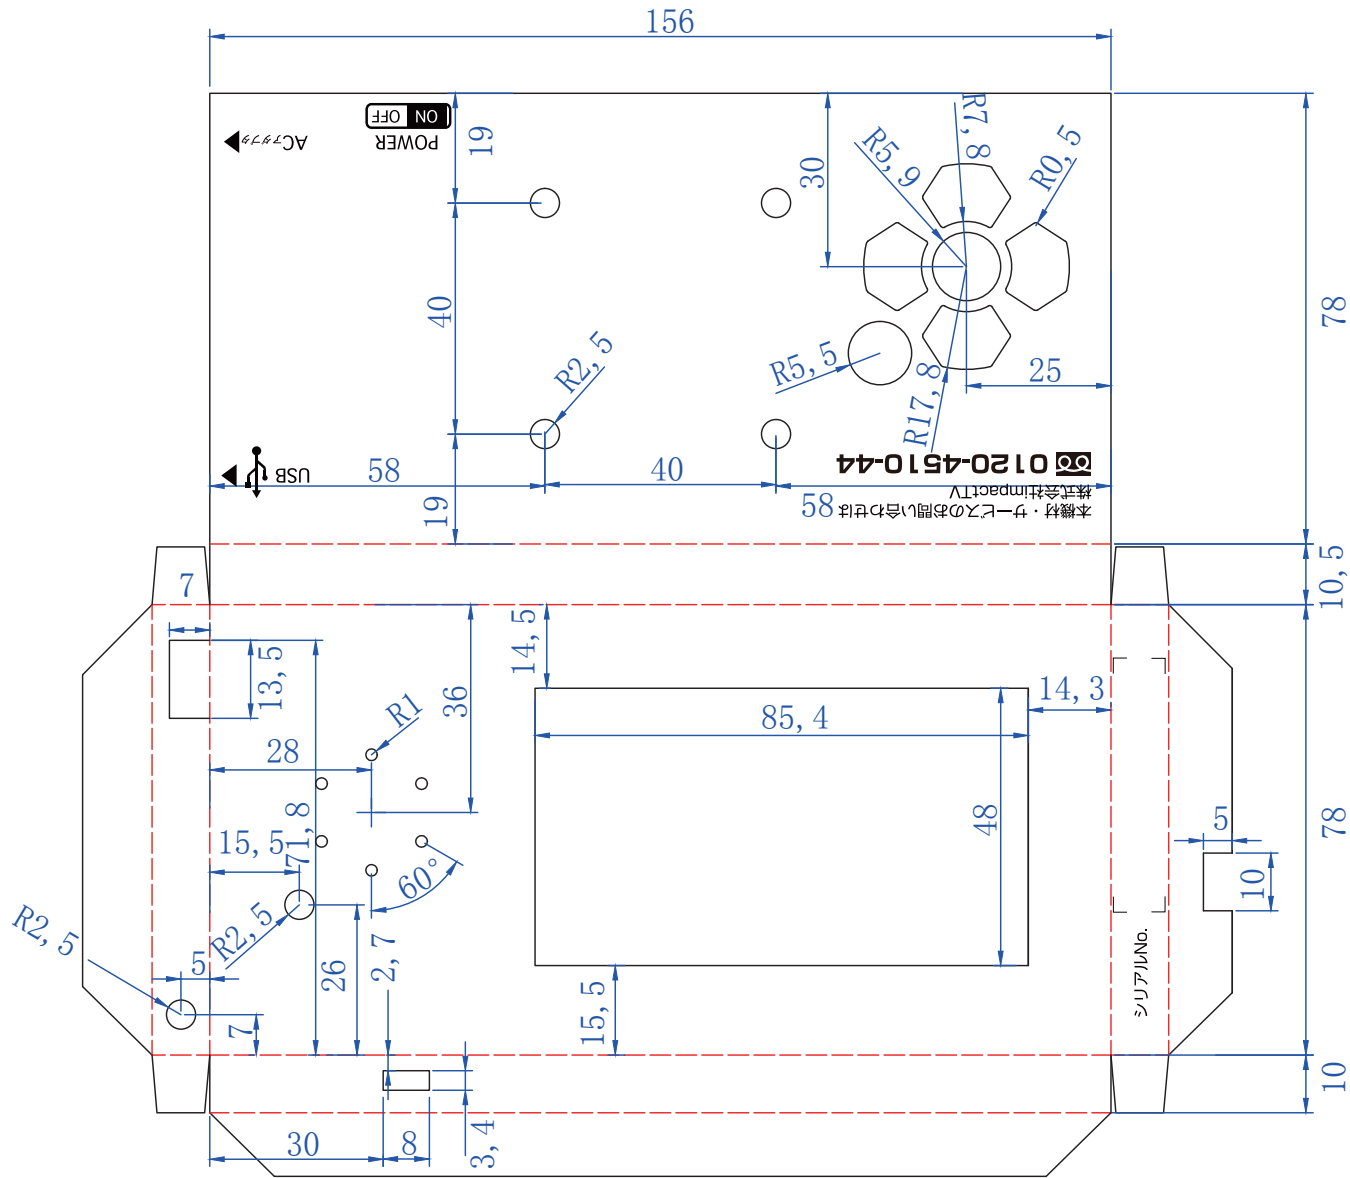 156
OFF ON
POWER
ACアダプタ
19
30
R7,8
R5,9
R0,5
40
R2,5
78
R5,5
R17,8
25
USB
58
19
40
58
0120-4510-44
株式会社impactTV
本機材・サービスのお問い合わせは
10,5
7
13,5
14,5
36
R1
28
85,4
14,3
71,8
15,5
48
78
5
10
60°
R2,5
R2,5
5
7
26
2,7
15,5
シリアルNo.
10
30
8
3,4